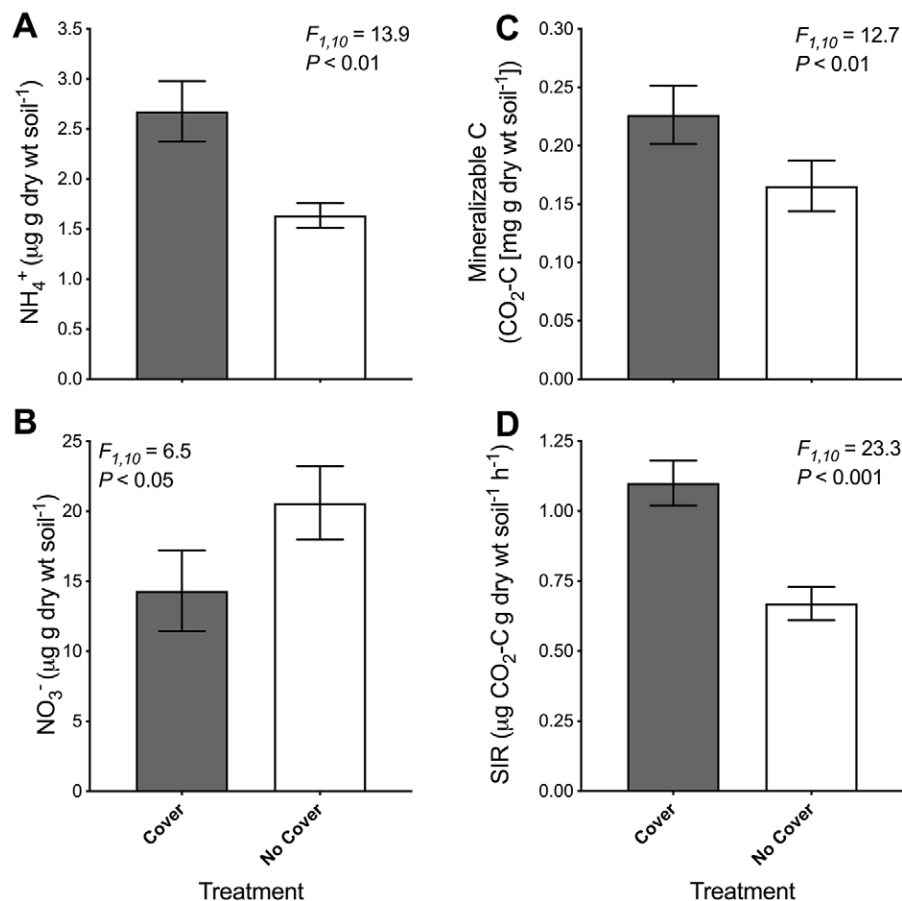 A
F1,10 = 13.9
P < 0.01
NH4+ (µg g dry wt soil-1)
3.5
3.0
2.5
2.0
1.5
1.0
0.5
0.0
C
F1,10 = 12.7
P < 0.01
Mineralizable C
(CO2-C [mg g dry wt soil-1])
0.30
0.25
0.20
0.15
0.10
0.05
0.00
B
F1,10 = 6.5
P < 0.05
NO3- (µg g dry wt soil-1)
25
20
15
10
5
0
Cover
No Cover
Treatment
D
F1,10 = 23.3
P < 0.001
SIR (µg CO2-C g dry wt soil-1 h-1)
1.25
1.00
0.75
0.50
0.25
0.00
Cover
No Cover
Treatment